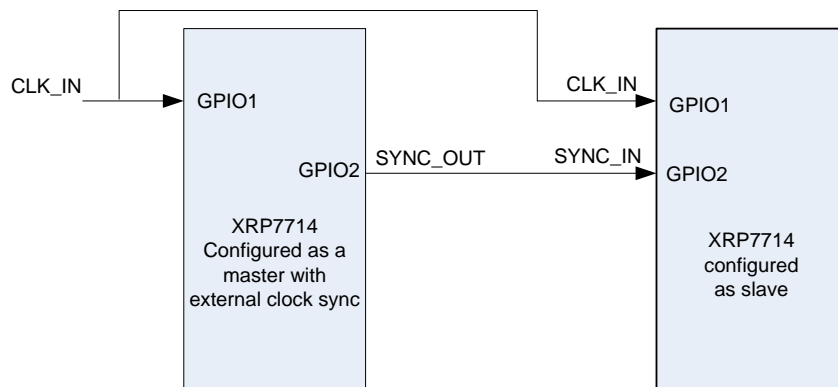 CLK_IN
GPIO1
GPIO2
SYNC_OUT
XRP7714
Configured as a
master with
external clock sync
CLK_IN
SYNC_IN
GPIO1
GPIO2
XRP7714
configured
as slave